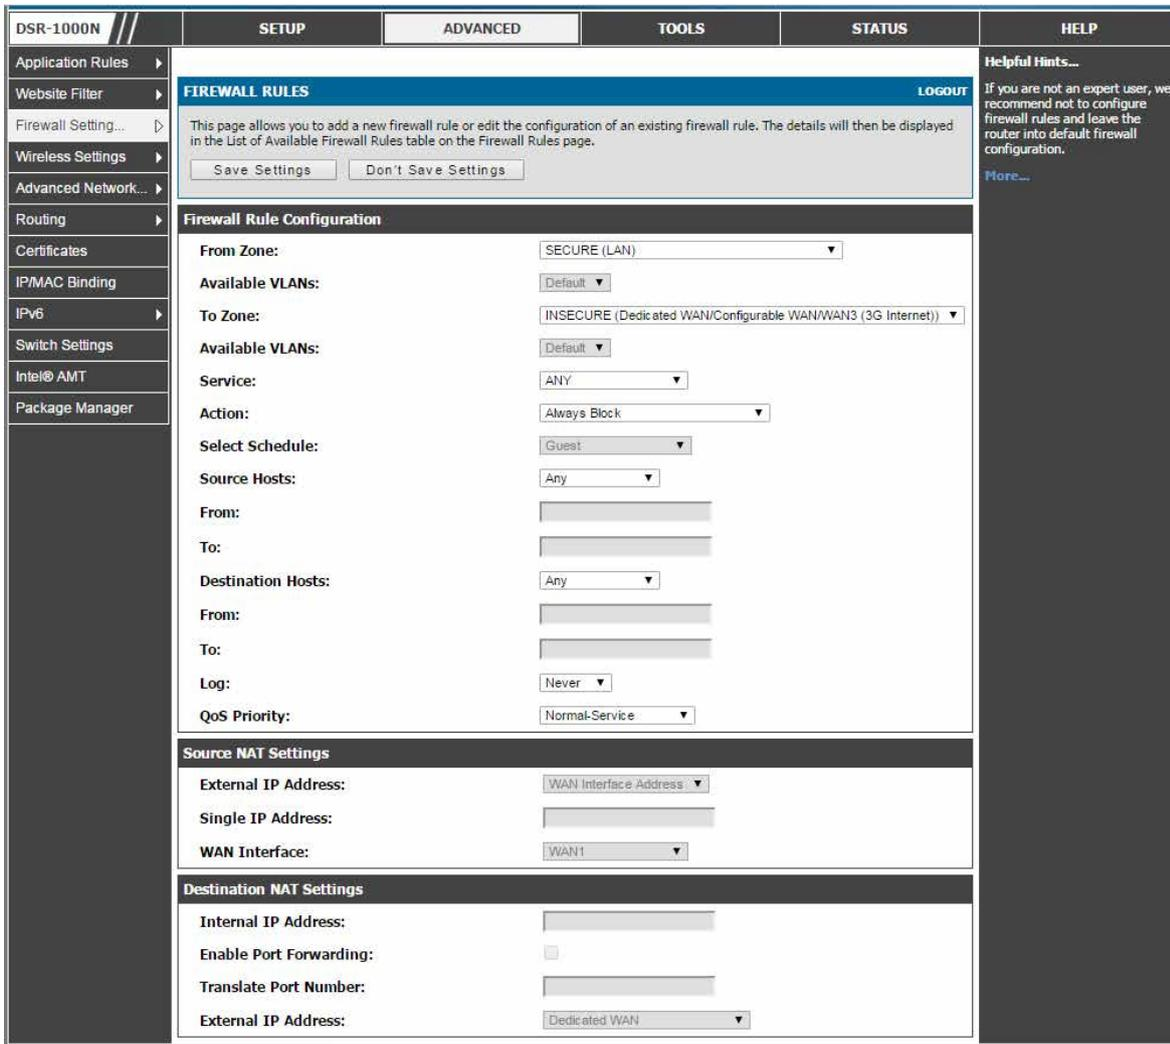 DSR-1000N
SETUP
ADVANCED
TOOLS
STATUS
HELP
Application Rules
Website Filter
Firewall Setting...
Wireless Settings
Advanced Network...
Routing
Certificates
IP/MAC Binding
IPv6
Switch Settings
Intel® AMT
Package Manager
FIREWALL RULES
LOGOUT
This page allows you to add a new firewall rule or edit the configuration of an existing firewall rule. The details will then be displayed
in the List of Available Firewall Rules table on the Firewall Rules page.
Save Settings
Don't Save Settings
Firewall Rule Configuration
From Zone: SECURE (LAN)
Available VLANs: Default
To Zone: INSECURE (Dedicated WAN/Configurable WAN/WAN3 (3G Internet))
Available VLANs: Default
Service: ANY
Action: Always Block
Select Schedule: Guest
Source Hosts: Any
From:
To:
Destination Hosts: Any
From:
To:
Log: Never
QoS Priority: Normal-Service
Source NAT Settings
External IP Address: WAN Interface Address
Single IP Address:
WAN Interface: WAN1
Destination NAT Settings
Internal IP Address:
Enable Port Forwarding:
Translate Port Number:
External IP Address: Dedicated WAN
Helpful Hints...
If you are not an expert user, we
recommend not to configure
firewall rules and leave the
router into default firewall
configuration.
More...